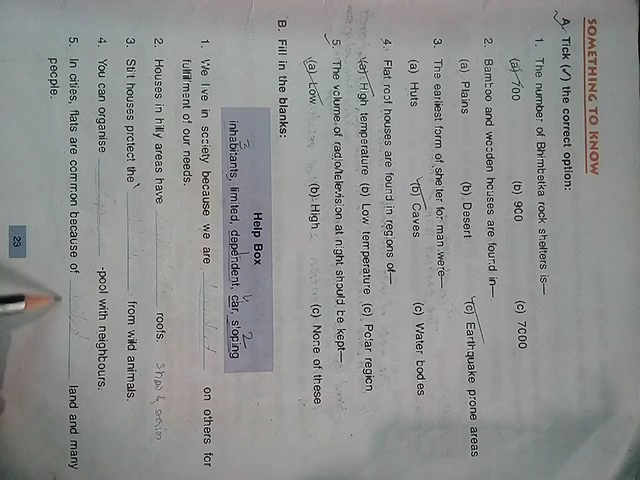 SOMETHING TO KNOW
A. Tick (✓) the correct option:
1. The number of Bhimbetka rock shelters is—
(a) 700 (b) 900 (c) 7000
2. Bamboo and wooden houses are found in—
(a) Plains (b) Desert (c) Earthquake prone areas
3. The earliest form of shelter for man were—
(a) Huts (b) Caves (c) Water bodies
4. Flat roof houses are found in regions of—
(a) High temperature (b) Low temperature (c) Polar region
5. The volume of radio/television at night should be kept—
(a) Low (b) High (c) None of these
B. Fill in the blanks:
Help Box
3 1 4 2
inhabitants, limited, dependent, car, sloping
1. We live in society because we are on others for
fulfilment of our needs.
2. Houses in hilly areas have roofs.
3. Stilt houses protect the from wild animals.
4. You can organise -pool with neighbours.
5. In cities, flats are common because of land and many
people.
23